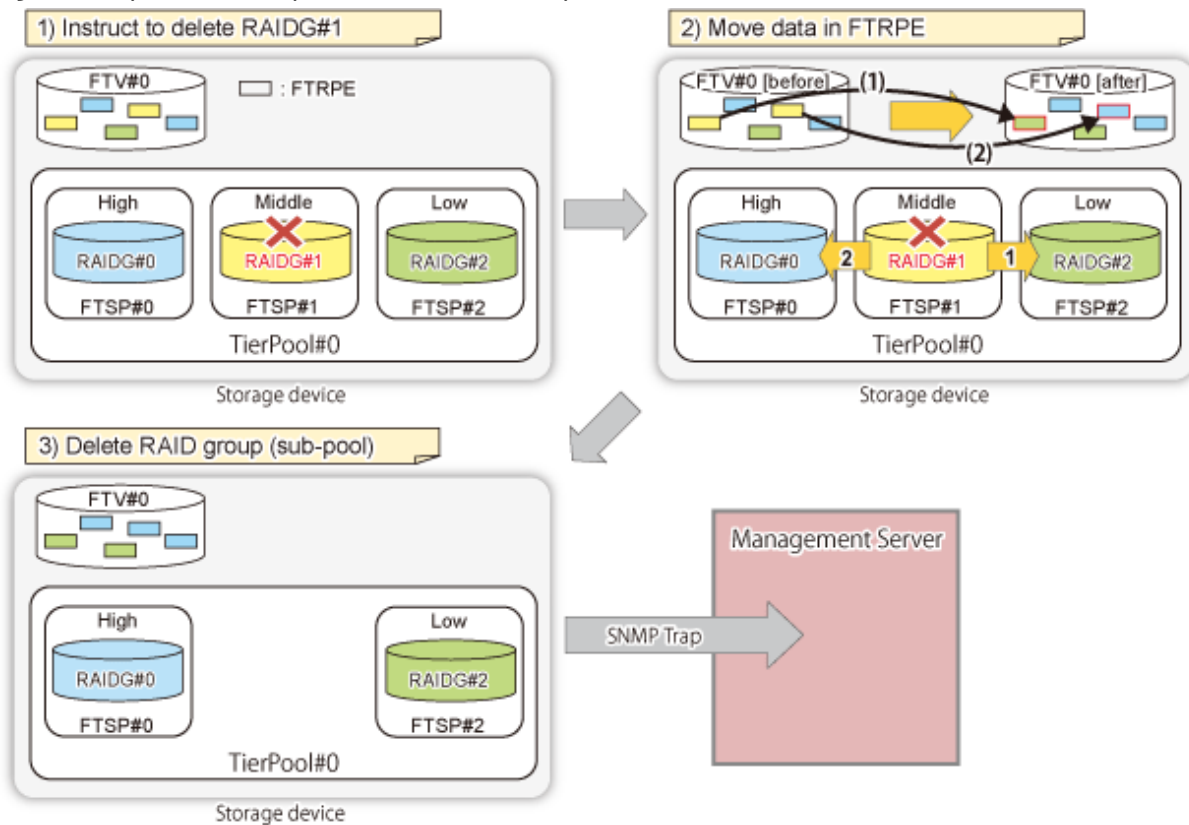 1) Instruct to delete RAIDG#1
FTV#0
: FTRPE
High
Middle
Low
RAIDG#0
RAIDG#1
RAIDG#2
FTSP#0
FTSP#1
FTSP#2
TierPool#0
Storage device
2) Move data in FTRPE
FTV#0 [before]
(1)
FTV#0 [after]
(2)
High
Middle
Low
RAIDG#0
2
RAIDG#1
1
RAIDG#2
FTSP#0
FTSP#1
FTSP#2
TierPool#0
Storage device
3) Delete RAID group (sub-pool)
FTV#0
High
Low
RAIDG#0
RAIDG#2
FTSP#0
FTSP#2
TierPool#0
Storage device
SNMP Trap
Management Server